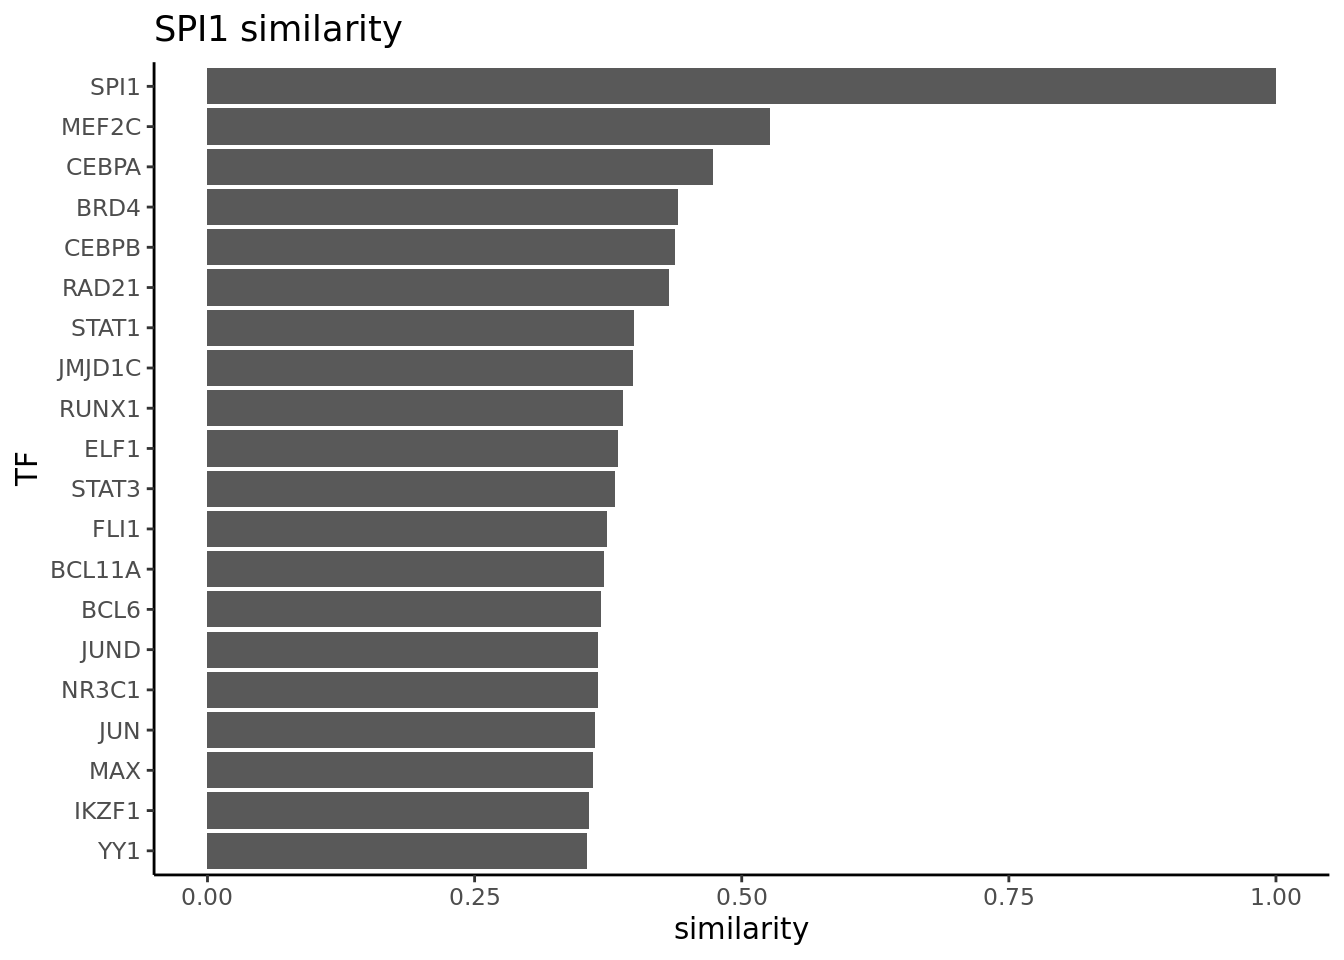 SPI1 similarity
TF
SPI1
MEF2C
CEBPA
BRD4
CEBPB
RAD21
STAT1
JMJD1C
RUNX1
ELF1
STAT3
FLI1
BCL11A
BCL6
JUND
NR3C1
JUN
MAX
IKZF1
YY1
0.00 0.25 0.50 0.75 1.00
similarity